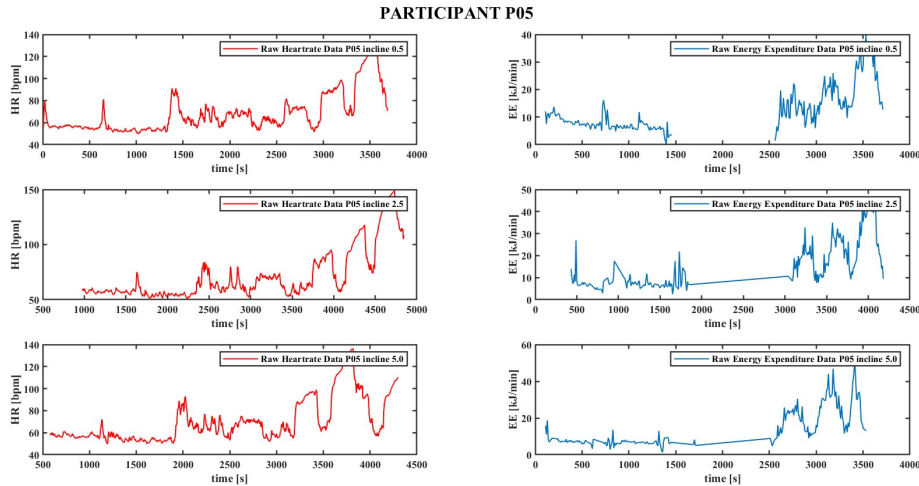 PARTICIPANT P05
Raw Heartrate Data P05 incline 0.5
HR [bpm]
140
120
100
80
60
40
0 500 1000 1500 2000 2500 3000 3500 4000
time [s]
Raw Energy Expenditure Data P05 incline 0.5
EE [kJ/min]
40
30
20
10
0
0 500 1000 1500 2000 2500 3000 3500 4000
time [s]
Raw Heartrate Data P05 incline 2.5
HR [bpm]
150
100
50
500 1000 1500 2000 2500 3000 3500 4000 4500 5000
time [s]
Raw Energy Expenditure Data P05 incline 2.5
EE [kJ/min]
50
40
30
20
10
0
0 500 1000 1500 2000 2500 3000 3500 4000 4500
time [s]
Raw Heartrate Data P05 incline 5.0
HR [bpm]
140
120
100
80
60
40
500 1000 1500 2000 2500 3000 3500 4000 4500
time [s]
Raw Energy Expenditure Data P05 incline 5.0
EE [kJ/min]
60
40
20
0
0 500 1000 1500 2000 2500 3000 3500 4000
time [s]